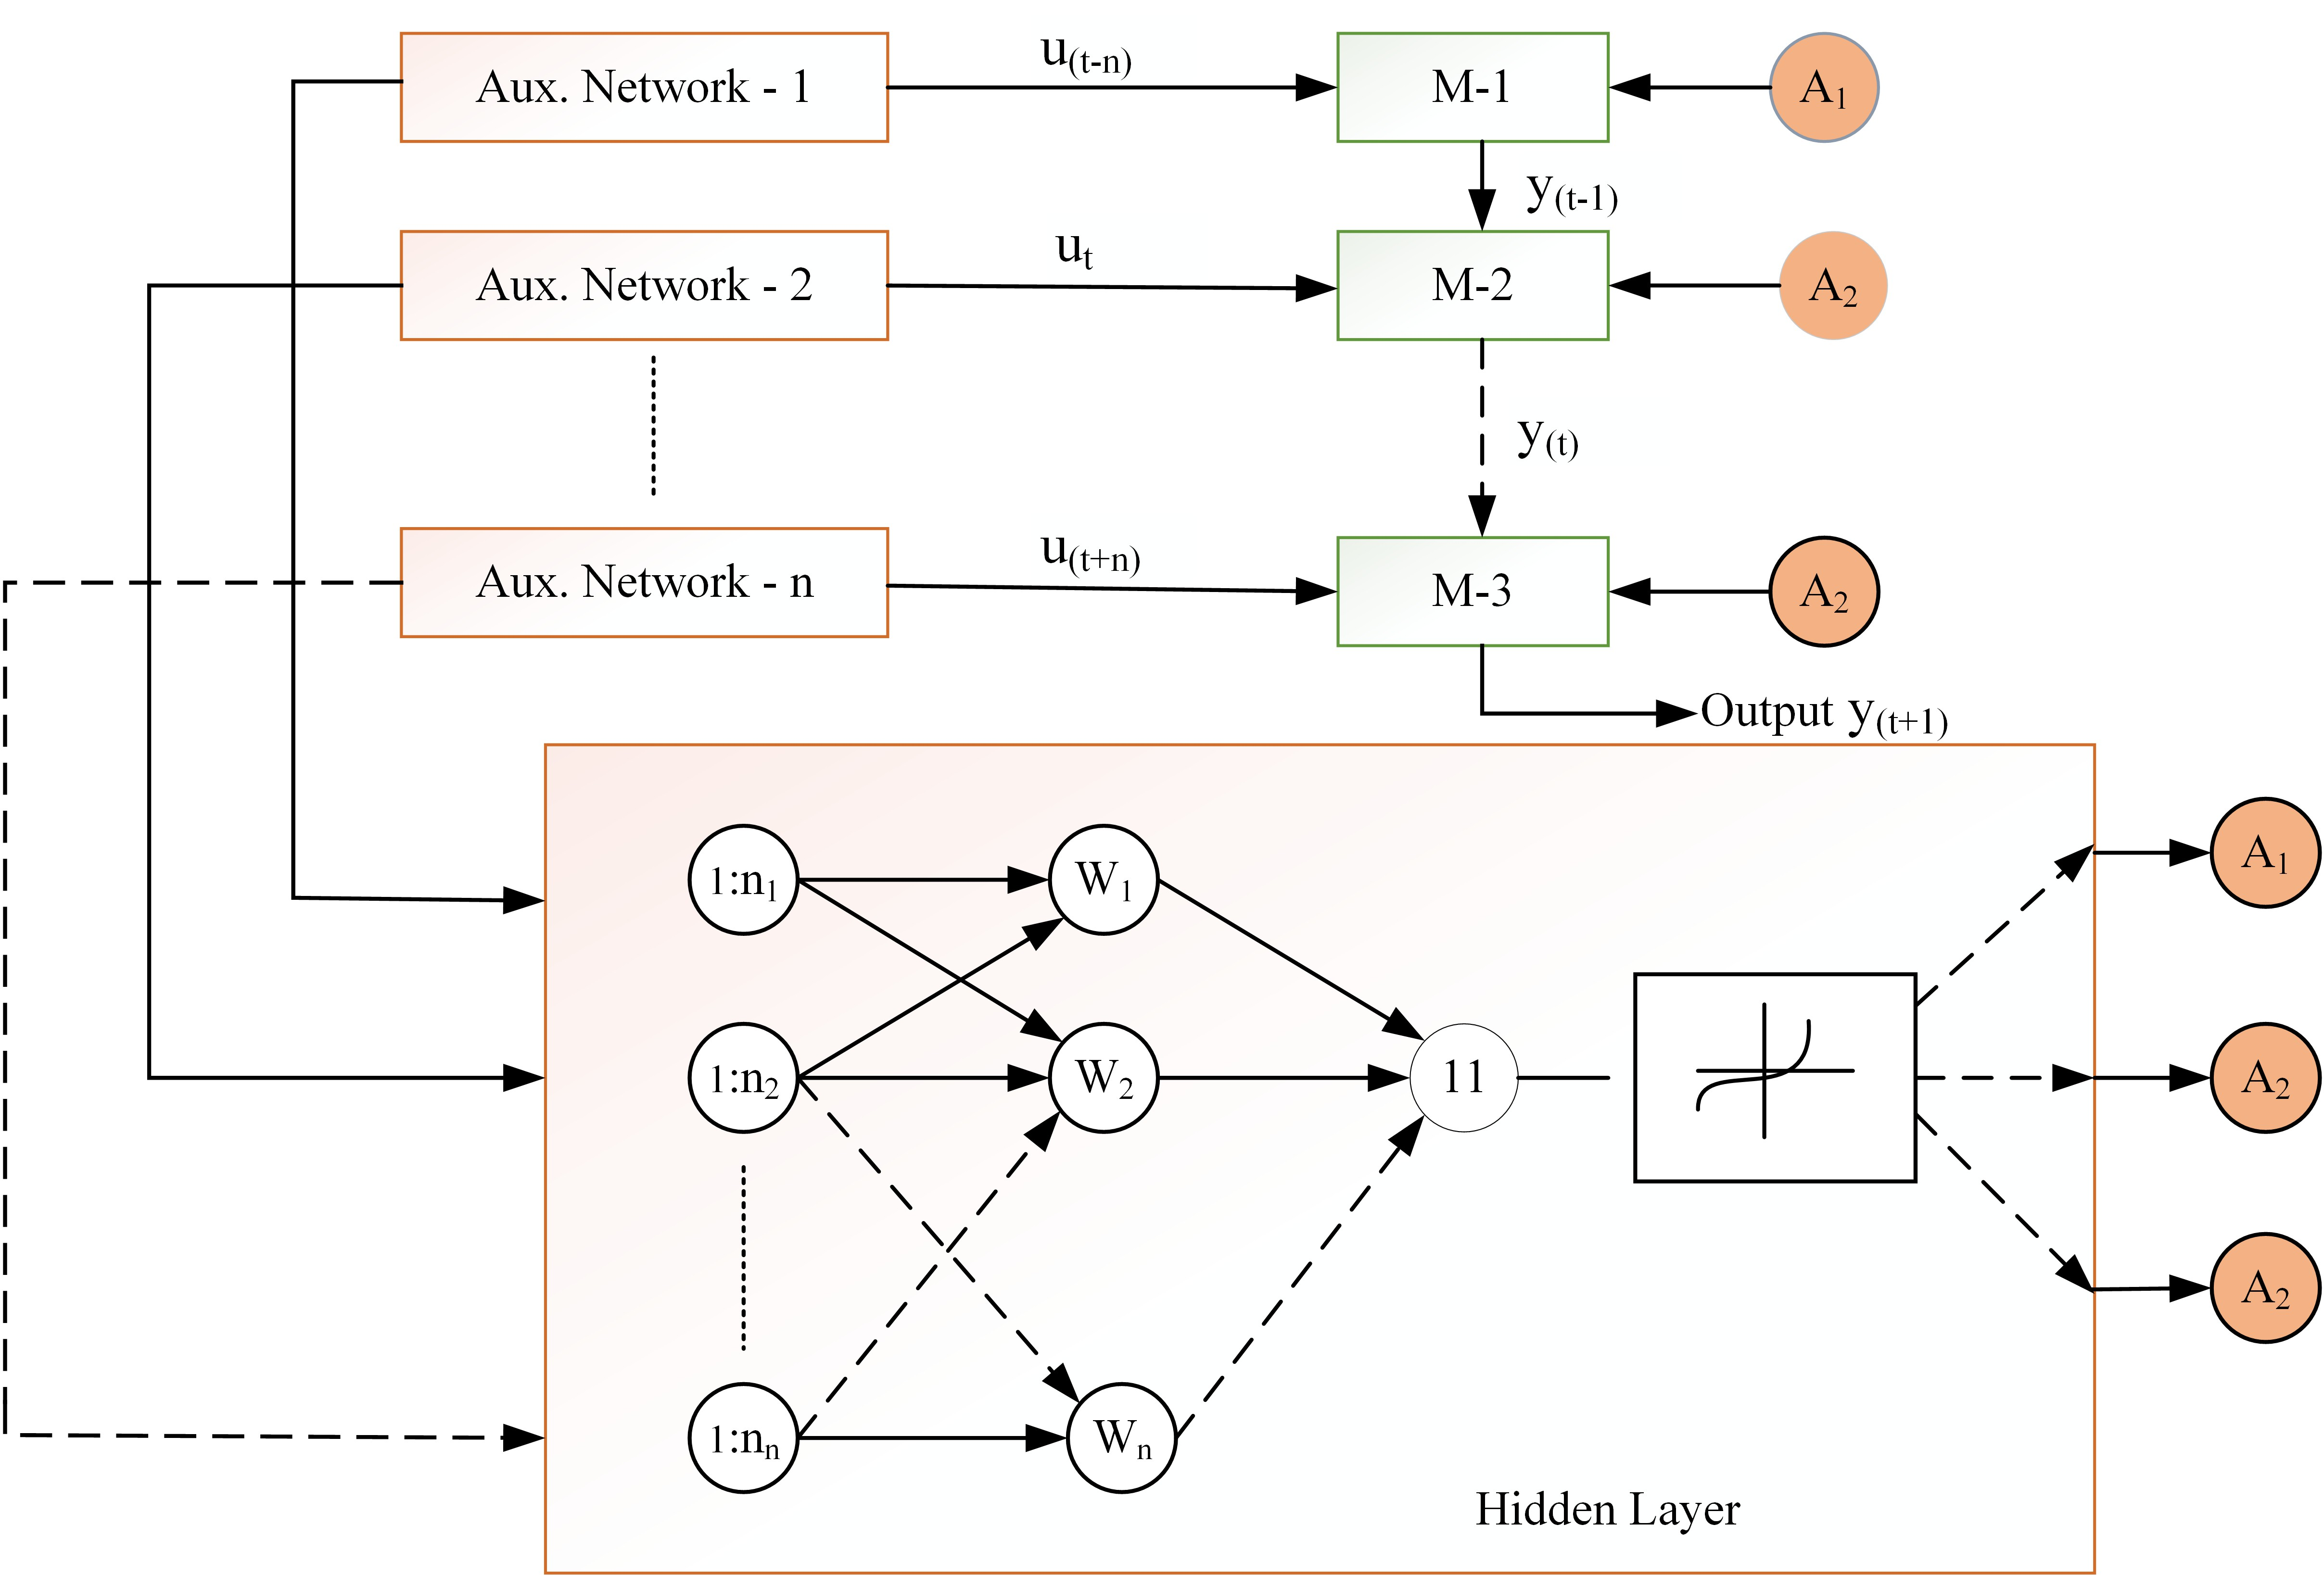 Aux. Network - 1
u(t-n)
M-1
A1
y(t-1)
Aux. Network - 2
ut
M-2
A2
y(t)
Aux. Network - n
u(t+n)
M-3
A2
Output y(t+1)
1:n1
W1
A1
1:n2
W2
11
A2
A2
1:nn
Wn
Hidden Layer